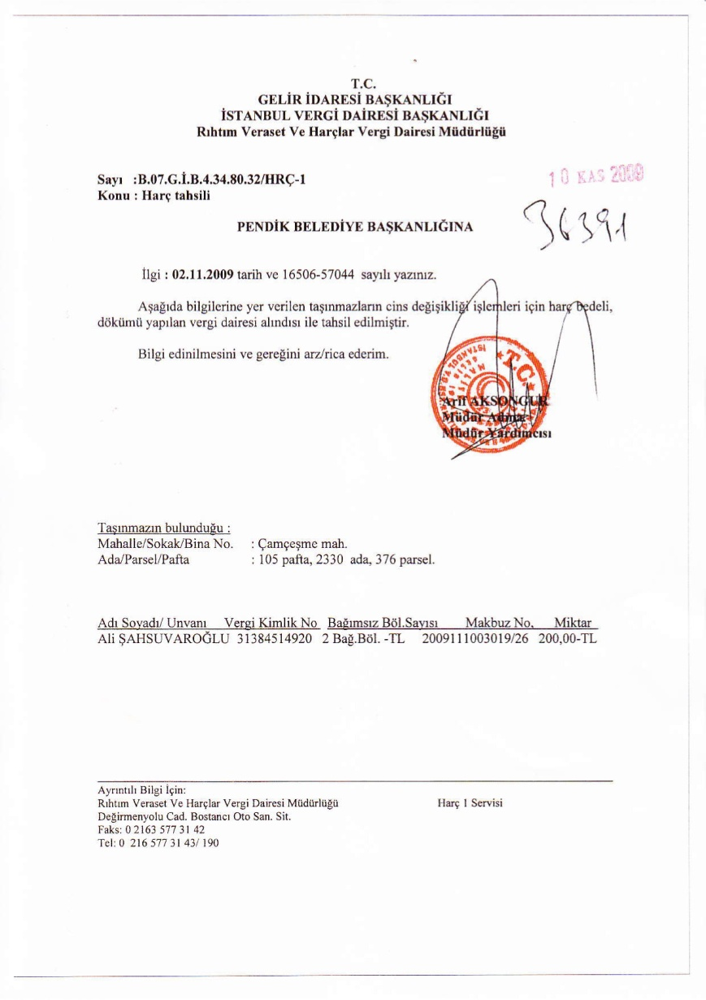 T.C.
GELİR İDARESİ BAŞKANLIĞI
İSTANBUL VERGİ DAİRESİ BAŞKANLIĞI
Rıhtım Veraset Ve Harçlar Vergi Dairesi Müdürlüğü
Sayı :B.07.G.İ.B.4.34.80.32/HRÇ-1
10 KAS 2009
Konu : Harç tahsili
36391
PENDİK BELEDİYE BAŞKANLIĞINA
İlgi : 02.11.2009 tarih ve 16506-57044 sayılı yazınız.
Aşağıda bilgilerine yer verilen taşınmazların cins değişikliği işlemleri için harç bedeli,
dökümü yapılan vergi dairesi alındısı ile tahsil edilmiştir.
Bilgi edinilmesini ve gereğini arz/rica ederim.
T.C.
Arif AKSONGUR
Müdür Adına
Müdür Yardımcısı
Taşınmazın bulunduğu :
Mahalle/Sokak/Bina No. : Çamçeşme mah.
Ada/Parsel/Pafta : 105 pafta, 2330 ada, 376 parsel.
Adı Soyadı/ Unvanı Vergi Kimlik No Bağımsız Böl.Sayısı Makbuz No. Miktar
Ali ŞAHSUVAROĞLU 31384514920 2 Bağ.Böl. -TL 2009111003019/26 200,00-TL
Ayrıntılı Bilgi İçin:
Rıhtım Veraset Ve Harçlar Vergi Dairesi Müdürlüğü Harç 1 Servisi
Değirmenyolu Cad. Bostancı Oto San. Sit.
Faks: 0 2163 577 31 42
Tel: 0 216 577 31 43/ 190